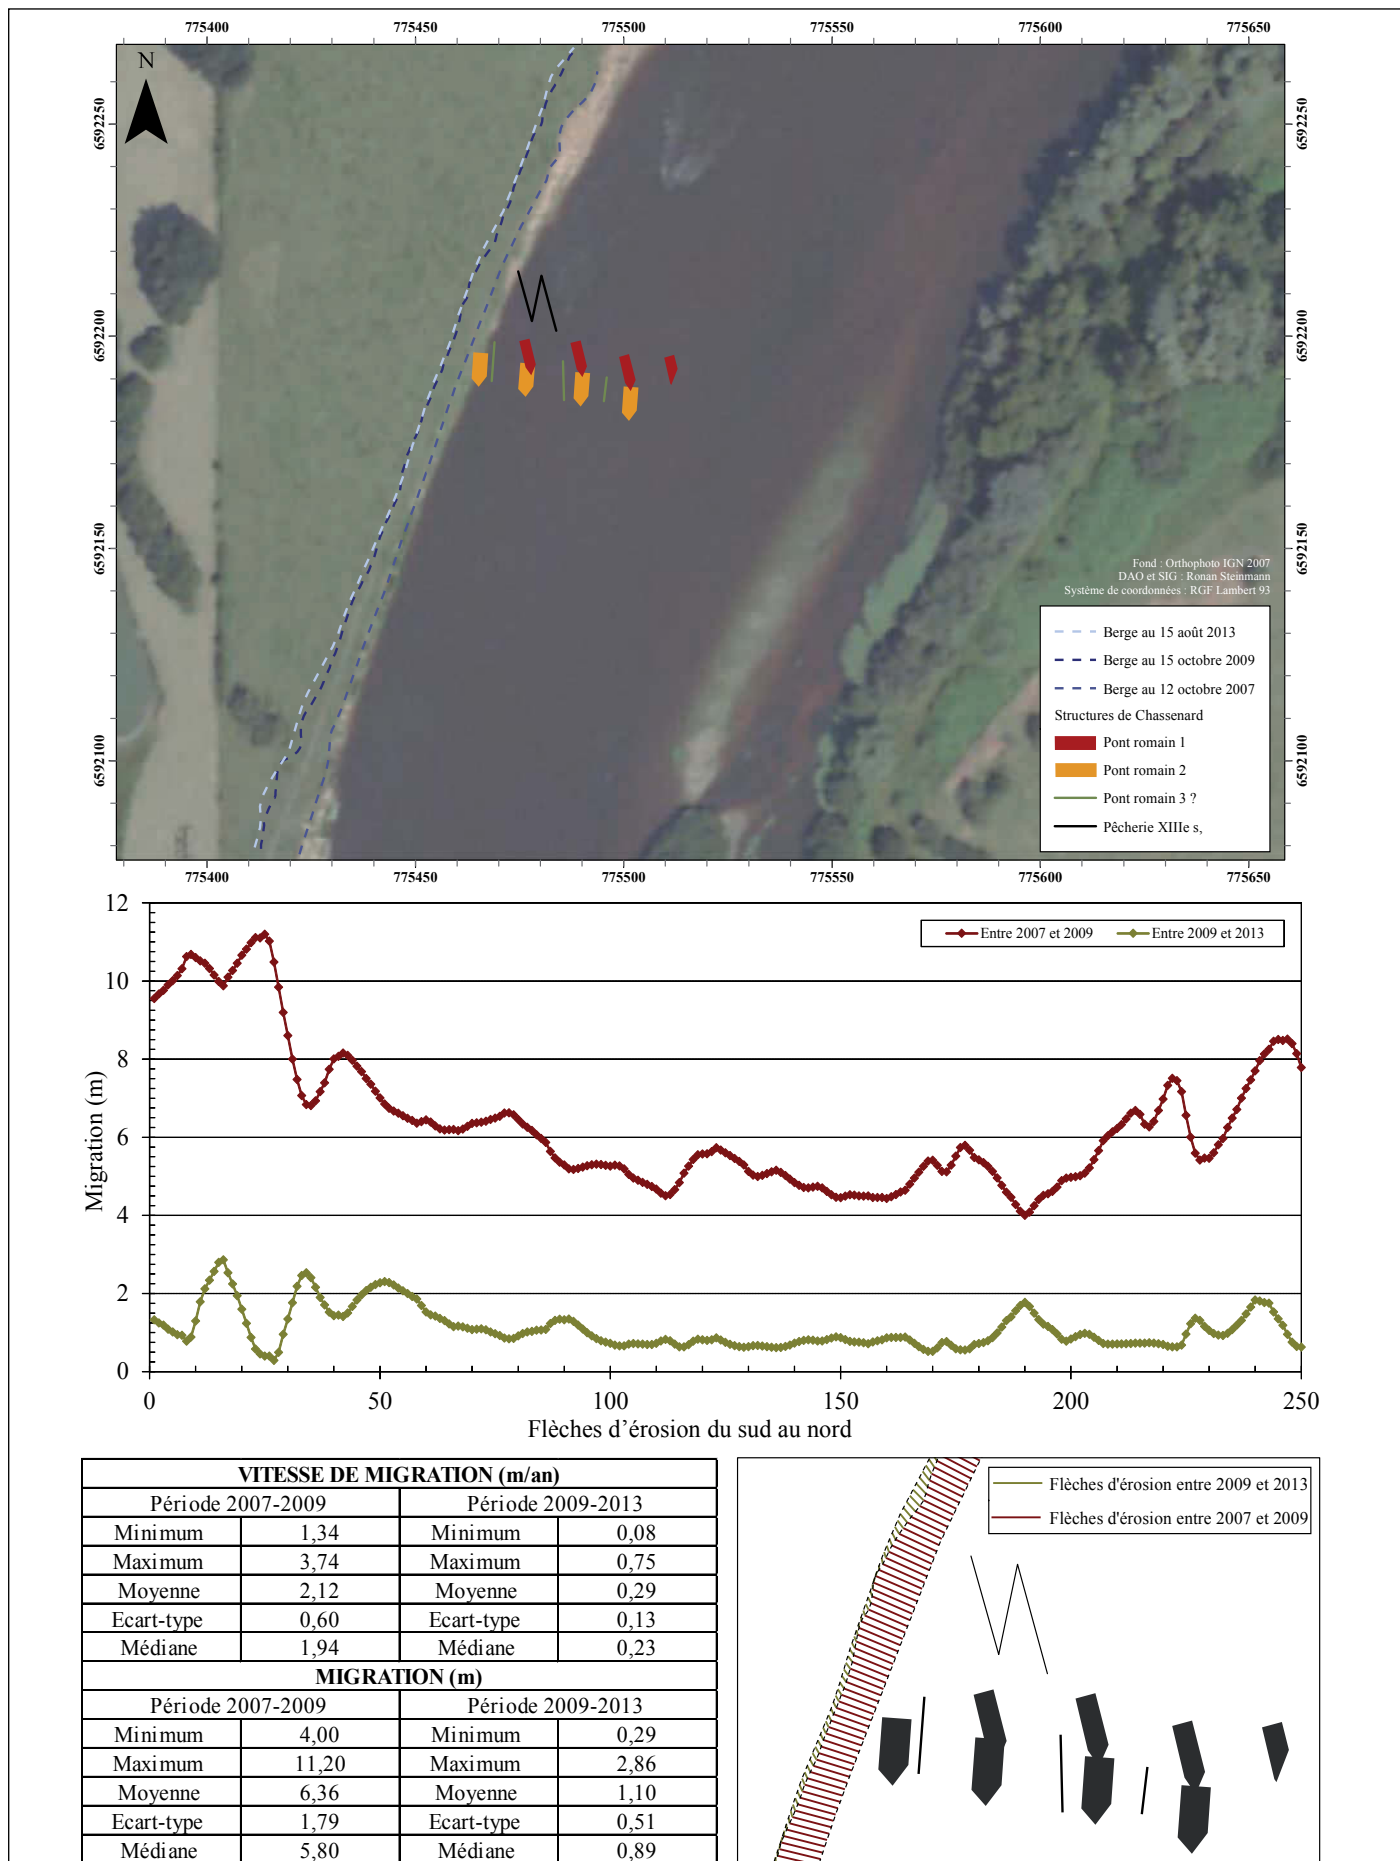 775400 775450 775500 775550 775600 775650
N
6592250 6592250
6592200 6592200
6592150 6592150
6592100 6592100
Fond : Orthophoto IGN 2007
DAO et SIG : Ronan Steinmann
Système de coordonnées : RGF Lambert 93
Berge au 15 août 2013
Berge au 15 octobre 2009
Berge au 12 octobre 2007
Structures de Chassenard
Pont romain 1
Pont romain 2
Pont romain 3 ?
Pêcherie XIIIe s,
775400 775450 775500 775550 775600 775650
12
10
8
6
4
2
0
Migration (m)
Entre 2007 et 2009 Entre 2009 et 2013
0 50 100 150 200 250
Flèches d'érosion du sud au nord
VITESSE DE MIGRATION (m/an)
Période 2007-2009 Période 2009-2013
Minimum 1,34 Minimum 0,08
Maximum 3,74 Maximum 0,75
Moyenne 2,12 Moyenne 0,29
Ecart-type 0,60 Ecart-type 0,13
Médiane 1,94 Médiane 0,23
MIGRATION (m)
Période 2007-2009 Période 2009-2013
Minimum 4,00 Minimum 0,29
Maximum 11,20 Maximum 2,86
Moyenne 6,36 Moyenne 1,10
Ecart-type 1,79 Ecart-type 0,51
Médiane 5,80 Médiane 0,89
Flèches d'érosion entre 2009 et 2013
Flèches d'érosion entre 2007 et 2009